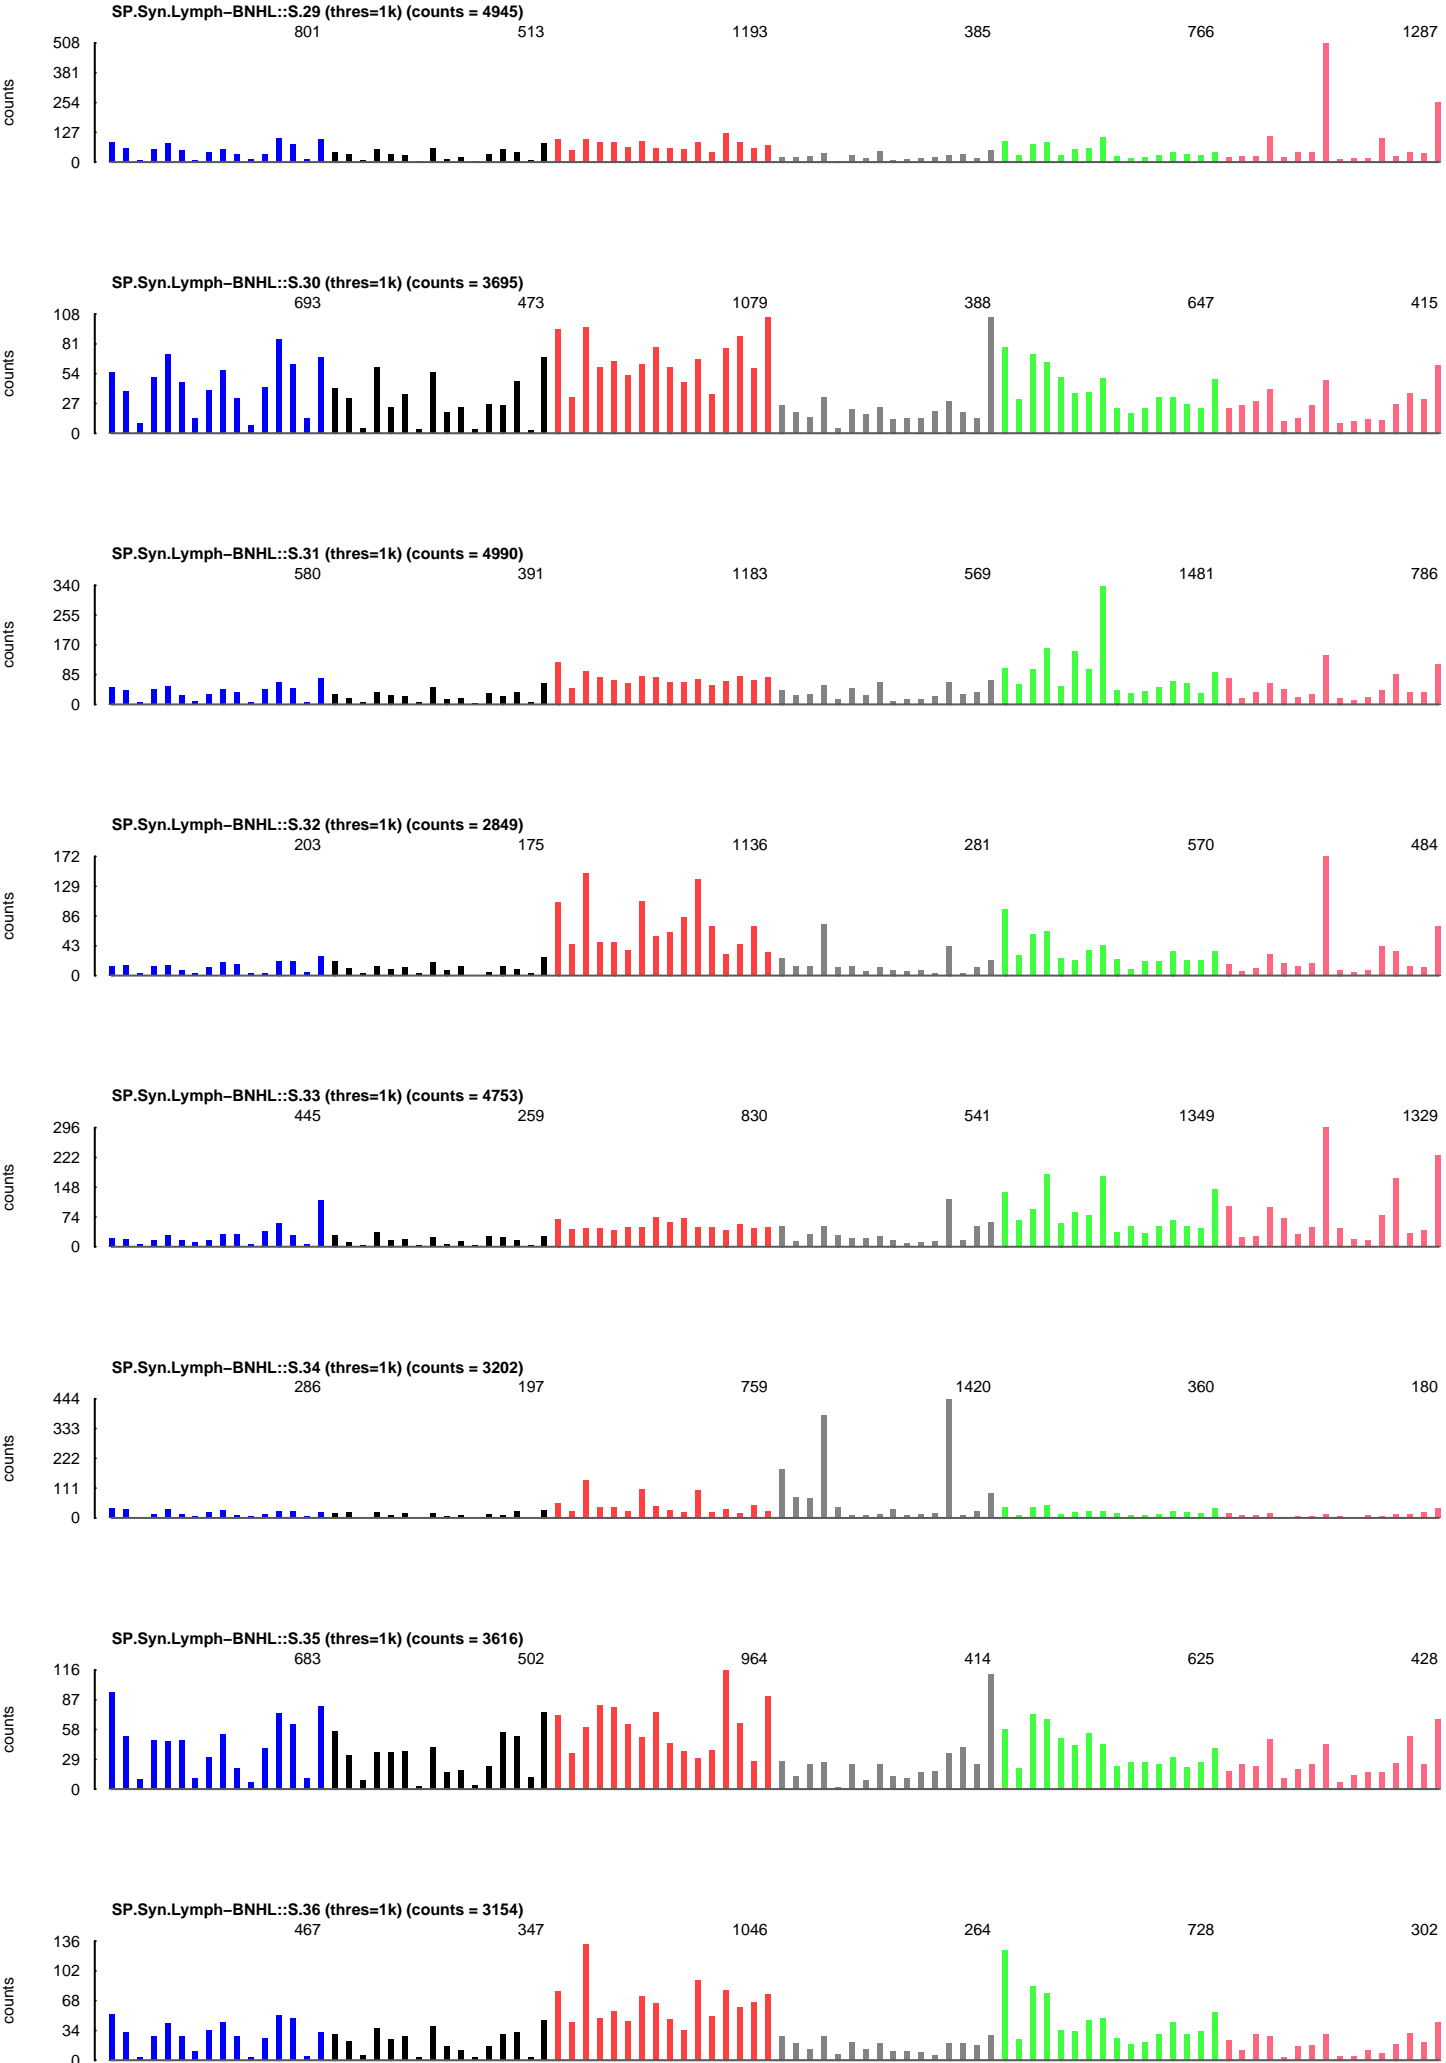 SP.Syn.Lymph−BNHL::S.29 (thres=1k) (counts = 4945)
801 513 1193 385 766 1287
508
381
254
127
0
counts
SP.Syn.Lymph−BNHL::S.30 (thres=1k) (counts = 3695)
693 473 1079 388 647 415
108
81
54
27
0
counts
SP.Syn.Lymph−BNHL::S.31 (thres=1k) (counts = 4990)
580 391 1183 569 1481 786
340
255
170
85
0
counts
SP.Syn.Lymph−BNHL::S.32 (thres=1k) (counts = 2849)
203 175 1136 281 570 484
172
129
86
43
0
counts
SP.Syn.Lymph−BNHL::S.33 (thres=1k) (counts = 4753)
445 259 830 541 1349 1329
296
222
148
74
0
counts
SP.Syn.Lymph−BNHL::S.34 (thres=1k) (counts = 3202)
286 197 759 1420 360 180
444
333
222
111
0
counts
SP.Syn.Lymph−BNHL::S.35 (thres=1k) (counts = 3616)
683 502 964 414 625 428
116
87
58
29
0
counts
SP.Syn.Lymph−BNHL::S.36 (thres=1k) (counts = 3154)
467 347 1046 264 728 302
136
102
68
34
0
counts